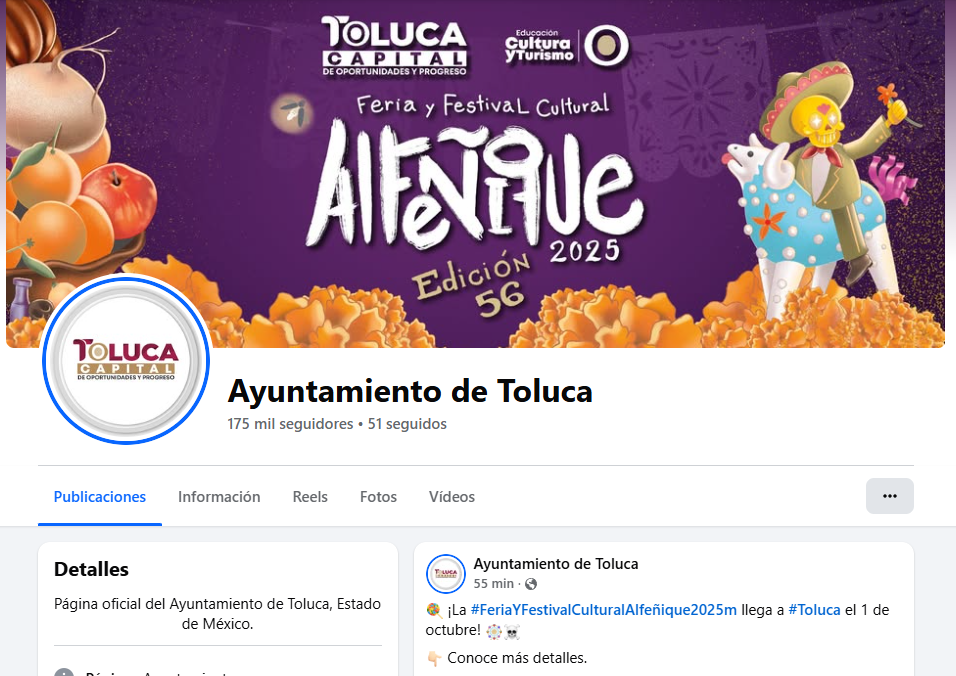 TOLUCA
CAPITAL
DE OPORTUNIDADES Y PROGRESO
Educación
Cultura
y Turismo
Feria y Festival Cultural
Alfeñique
2025
Edición
56
TOLUCA
CAPITAL
DE OPORTUNIDADES Y PROGRESO
Ayuntamiento de Toluca
175 mil seguidores • 51 seguidos
Publicaciones Información Reels Fotos Vídeos
Detalles
Página oficial del Ayuntamiento de Toluca, Estado
de México.
TOLUCA
Ayuntamiento de Toluca
55 min ·
¡La #FeriaYFestivalCulturalAlfeñique2025m llega a #Toluca el 1 de
octubre!
Conoce más detalles.